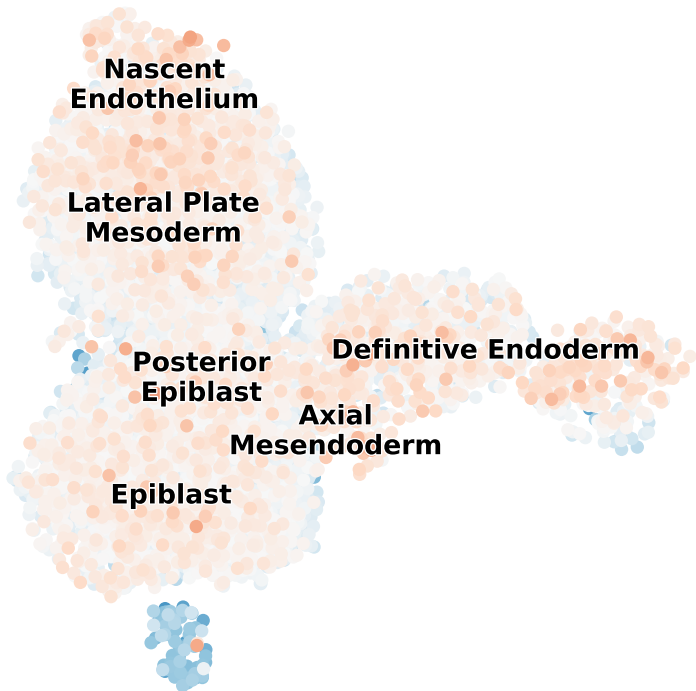 Nascent
Endothelium
Lateral Plate
Mesoderm
Definitive Endoderm
Posterior
Epiblast
Axial
Mesendoderm
Epiblast